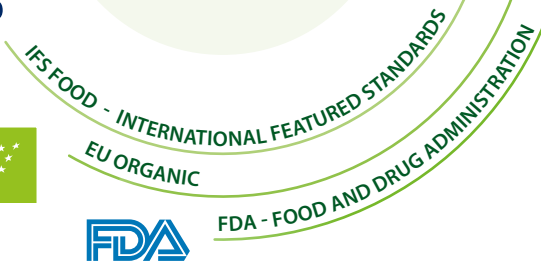 IFS FOOD - INTERNATIONAL FEATURED STANDARDS
EU ORGANIC
FDA - FOOD AND DRUG ADMINISTRATION
FDA